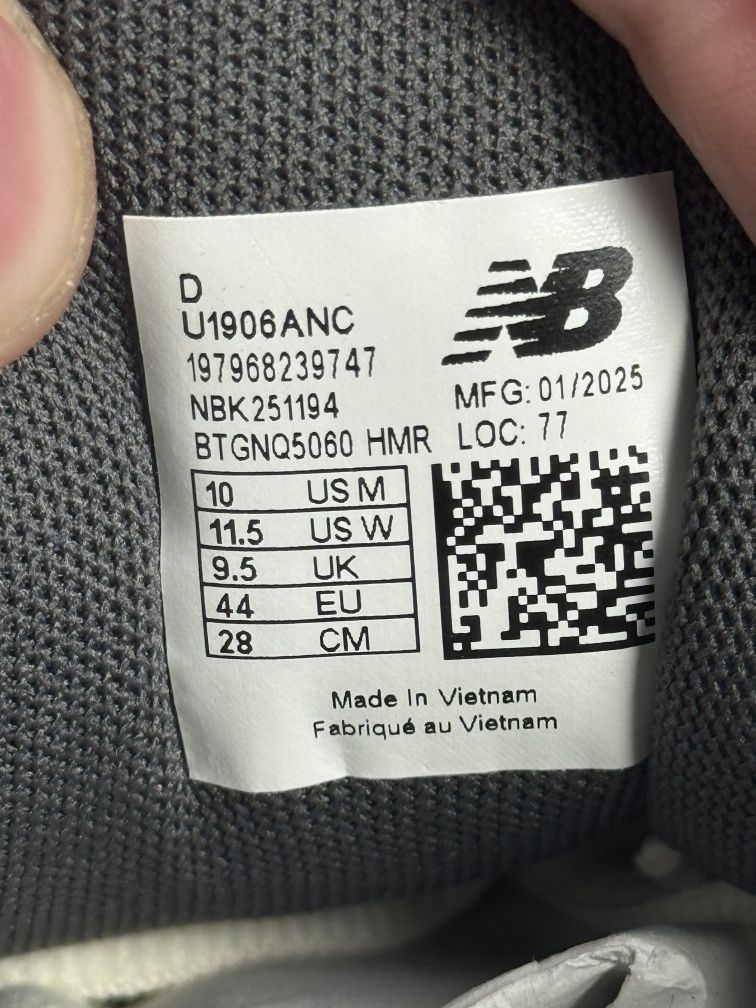 D
U1906ANC
197968239747
NBK251194
BTGNQ5060 HMR
NB
MFG: 01/2025
LOC: 77
10 US M
11.5 US W
9.5 UK
44 EU
28 CM
Made In Vietnam
Fabriqué au Vietnam